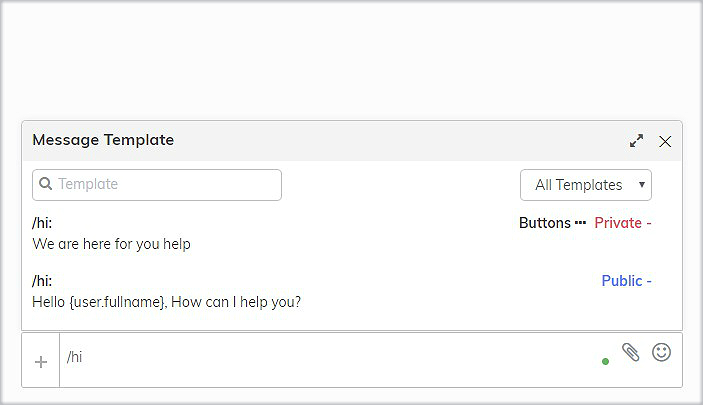 Message Template
Template
All Templates
/hi:
Buttons ••• Private -
We are here for you help
/hi:
Public -
Hello {user.fullname}, How can I help you?
/hi